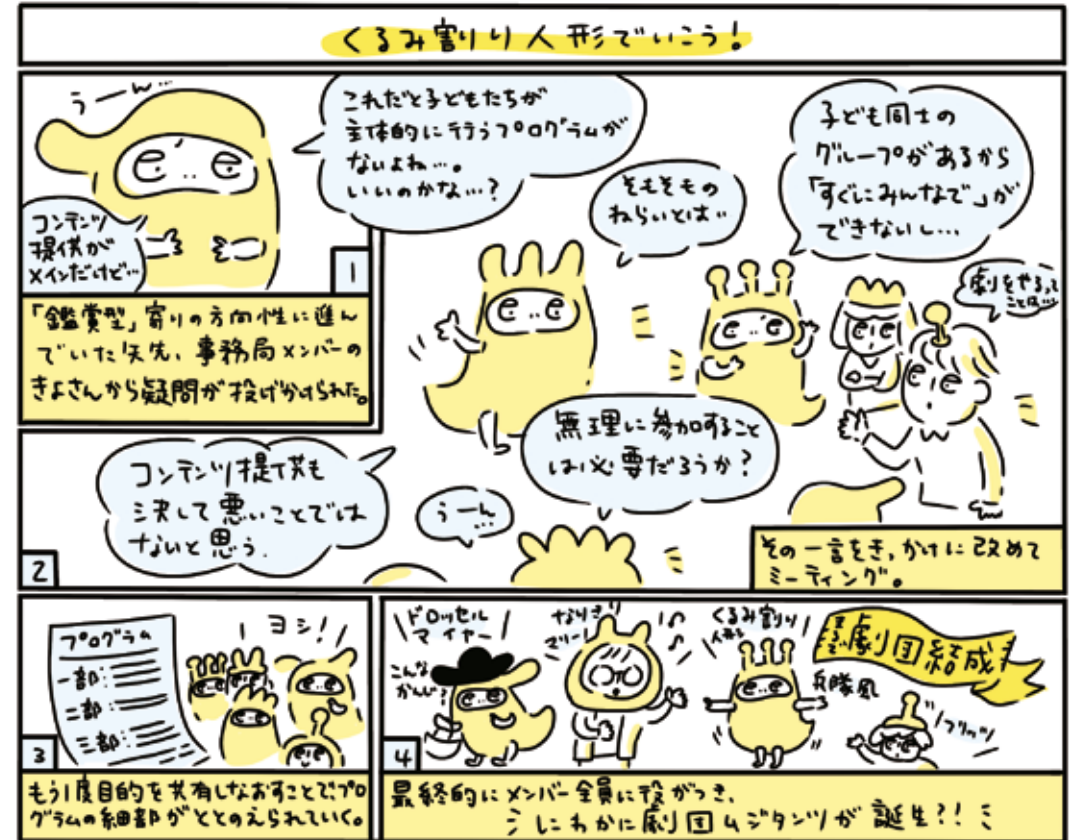 くるみ割り人形でいこう!
うーん…
これだと子どもたちが
主体的に行うプログラムが
ないよね…。
いいのかな…?
コンテンツ
提供が
メインだけど…
1
「鑑賞型」寄りの方向性に進ん
でいた矢先、事務局メンバーの
きよさんから疑問が投げかけられた。
そもそもの
ねらいとは…
子ども同士の
グループがあるから
「すぐにみんなで」が
できないし…
劇をやるって
ことは…
無理に参加すること
は必要だろうか?
コンテンツ提供も
決して悪いことでは
ないと思う.
うーん
…
2
その一言をきっかけに改めて
ミーティング。
プログラム
一部:
二部:
三部:
ヨシ!
3
もう1度目的を共有しなおすことで、プロ
グラムの細部がととのえられていく。
ドロッセル
マイヤー
こんな
かんじ?
なりきり
マリー
くるみ割り
人形
兵隊風
劇団結成
フリッツ
4
最終的にメンバー全員に役がつき、
にわかに劇団ムジタンツが誕生?!